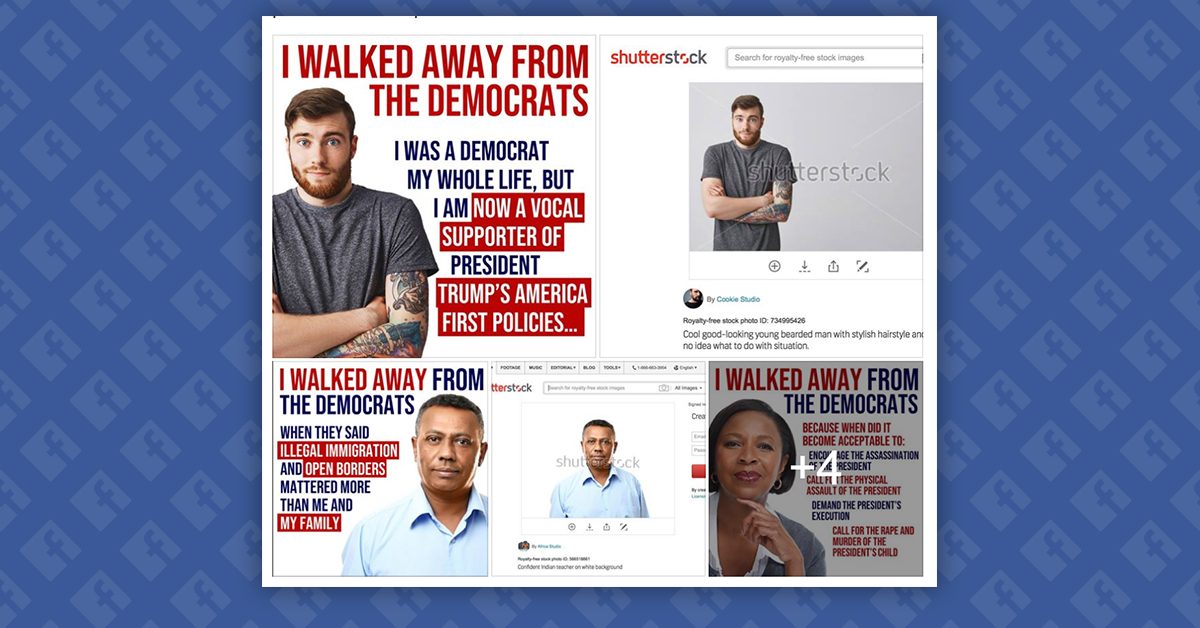 I WALKED AWAY FROM
THE DEMOCRATS
I WAS A DEMOCRAT
MY WHOLE LIFE, BUT
I AM NOW A VOCAL
SUPPORTER OF
PRESIDENT
TRUMP'S AMERICA
FIRST POLICIES...
shutterstock
Search for royalty-free stock images
shutterstock
By Cookie Studio
Royalty-free stock photo ID: 734995426
Cool good-looking young bearded man with stylish hairstyle and
no idea what to do with situation.
I WALKED AWAY FROM
THE DEMOCRATS
WHEN THEY SAID
ILLEGAL IMMIGRATION
AND OPEN BORDERS
MATTERED MORE
THAN ME AND
MY FAMILY
FOOTAGE MUSIC EDITORIAL BLOG TOOLS 1-866-663-3954 English
tterstock
Search for royalty-free stock images
All Images
Crea
Emai
Pass
shutterstock
By Africa Studio
Royalty-free stock photo ID:
Confident Indian teacher on white background
I WALKED AWAY FROM
THE DEMOCRATS
BECAUSE WHEN DID IT
BECOME ACCEPTABLE TO:
ENCOURAGE THE ASSASSINATION
OF THE PRESIDENT
CALL FOR THE PHYSICAL
ASSAULT OF THE PRESIDENT
DEMAND THE PRESIDENT'S
EXECUTION
CALL FOR THE RAPE AND
MURDER OF THE
PRESIDENT'S CHILD
+4